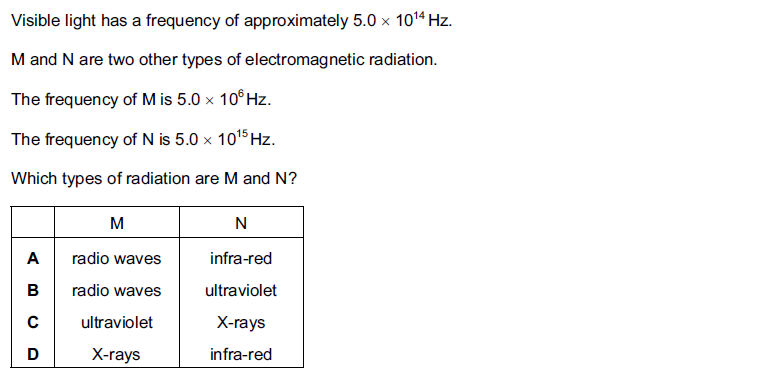 Visible light has a frequency of approximately 5.0 × 10¹⁴ Hz.
M and N are two other types of electromagnetic radiation.
The frequency of M is 5.0 × 10⁶ Hz.
The frequency of N is 5.0 × 10¹⁵ Hz.
Which types of radiation are M and N?
M N
A radio waves infra-red
B radio waves ultraviolet
C ultraviolet X-rays
D X-rays infra-red